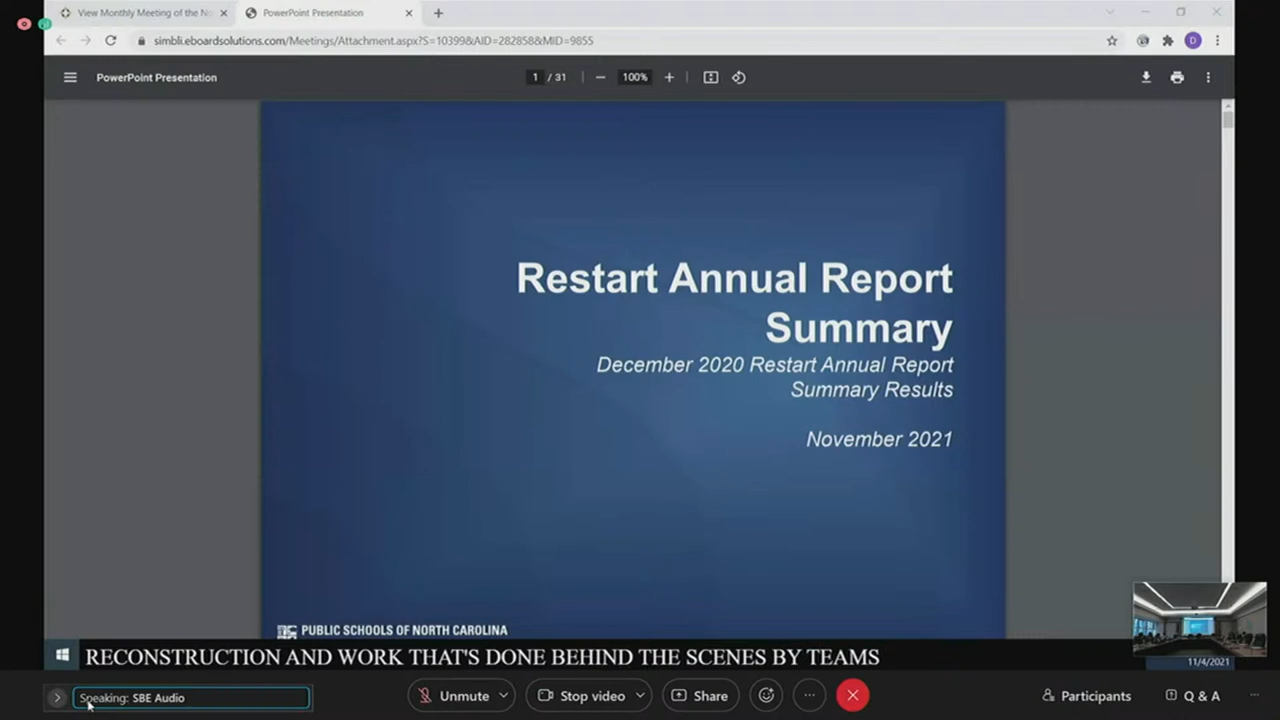 View Monthly Meeting of the No
PowerPoint Presentation
simbli.eboardsolutions.com/Meetings/Attachment.aspx?S=10399&AID=282858&MID=9855
D
PowerPoint Presentation
1 / 31
100%
Restart Annual Report
Summary
December 2020 Restart Annual Report
Summary Results
November 2021
PUBLIC SCHOOLS OF NORTH CAROLINA
RECONSTRUCTION AND WORK THAT'S DONE BEHIND THE SCENES BY TEAMS
11/4/2021
Speaking: SBE Audio
Unmute
Stop video
Share
Participants
Q & A